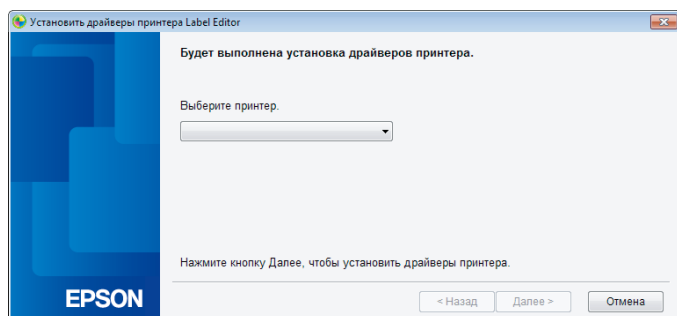 Установить драйверы принтера Label Editor
Будет выполнена установка драйверов принтера.
Выберите принтер.
Нажмите кнопку Далее, чтобы установить драйверы принтера.
EPSON
< Назад Далее > Отмена